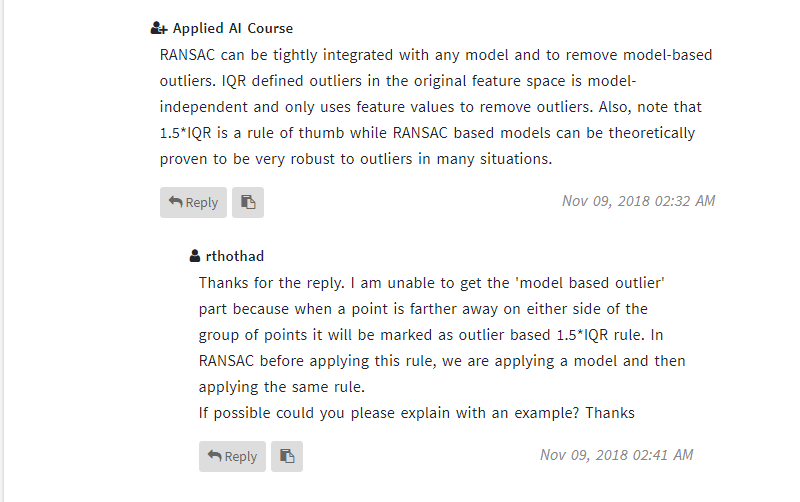 Applied AI Course
RANSAC can be tightly integrated with any model and to remove model-based
outliers. IQR defined outliers in the original feature space is model-
independent and only uses feature values to remove outliers. Also, note that
1.5*IQR is a rule of thumb while RANSAC based models can be theoretically
proven to be very robust to outliers in many situations.
Reply
Nov 09, 2018 02:32 AM
rthothad
Thanks for the reply. I am unable to get the 'model based outlier'
part because when a point is farther away on either side of the
group of points it will be marked as outlier based 1.5*IQR rule. In
RANSAC before applying this rule, we are applying a model and then
applying the same rule.
If possible could you please explain with an example? Thanks
Reply
Nov 09, 2018 02:41 AM